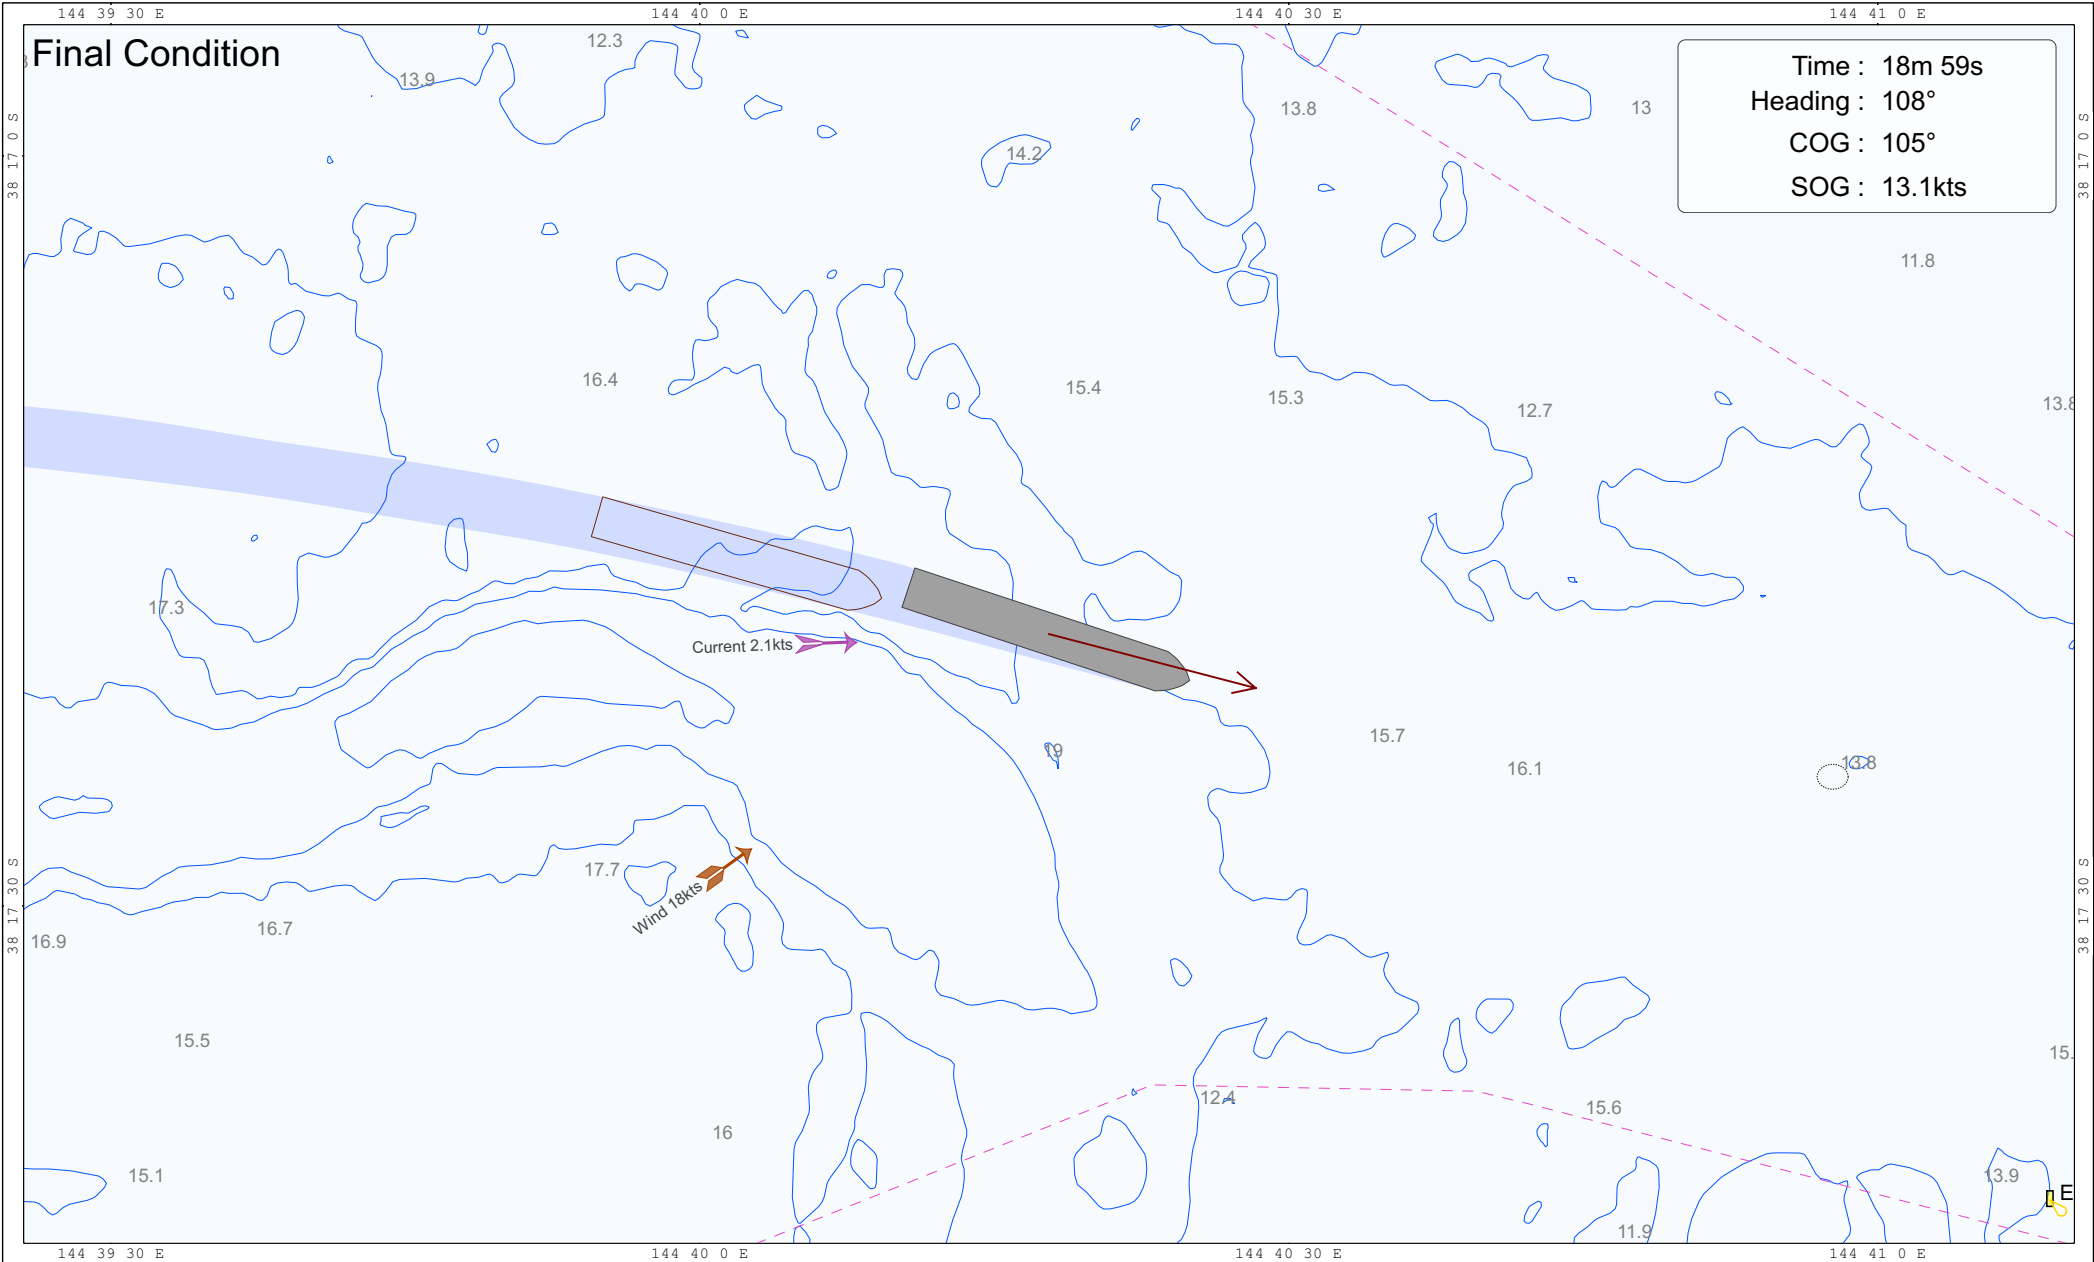 144 39 30 E
144 40 0 E
144 40 30 E
144 41 0 E
Final Condition
Time : 18m 59s
Heading : 108°
COG : 105°
SOG : 13.1kts
12.3
13.9
13.8
13
14.2
38 17 0 S
38 17 0 S
11.8
16.4
15.4
15.3
12.7
13.8
17.3
Current 2.1kts
19
15.7
16.1
13.8
17.7
Wind 18kts
16.9
16.7
38 17 30 S
38 17 30 S
15.5
15.
12.4
15.6
16
15.1
13.9
E
11.9
144 39 30 E
144 40 0 E
144 40 30 E
144 41 0 E